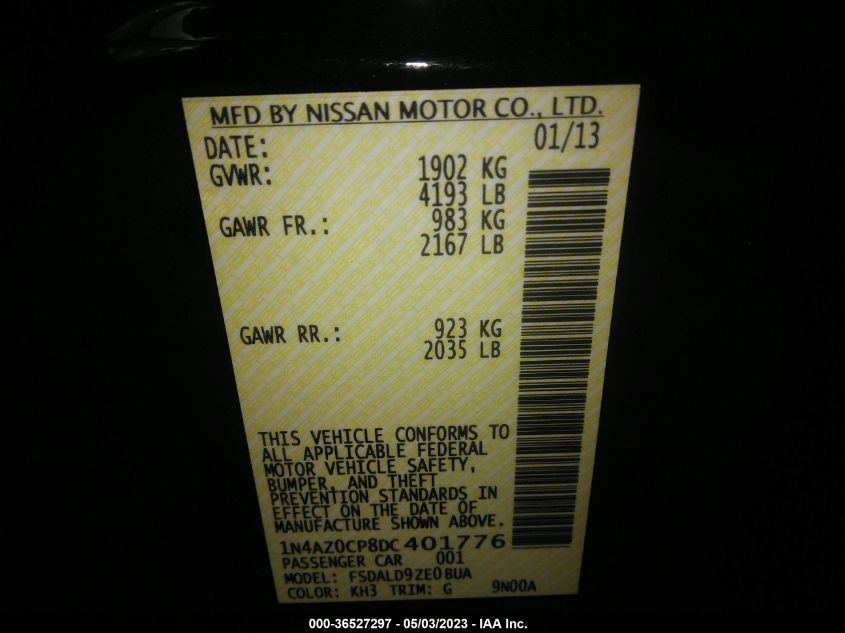 MFD BY NISSAN MOTOR CO., LTD.
DATE: 01/13
GVWR: 1902 KG
4193 LB
GAWR FR.: 983 KG
2167 LB
GAWR RR.: 923 KG
2035 LB
THIS VEHICLE CONFORMS TO
ALL APPLICABLE FEDERAL
MOTOR VEHICLE SAFETY,
BUMPER, AND THEFT
PREVENTION STANDARDS IN
EFFECT ON THE DATE OF
MANUFACTURE SHOWN ABOVE.
1N4AZ0CP8DC401776
PASSENGER CAR 001
MODEL: FSDALD9ZE0BUA
COLOR: KH3 TRIM: G 9N00A
000-36527297 - 05/03/2023 - IAA Inc.